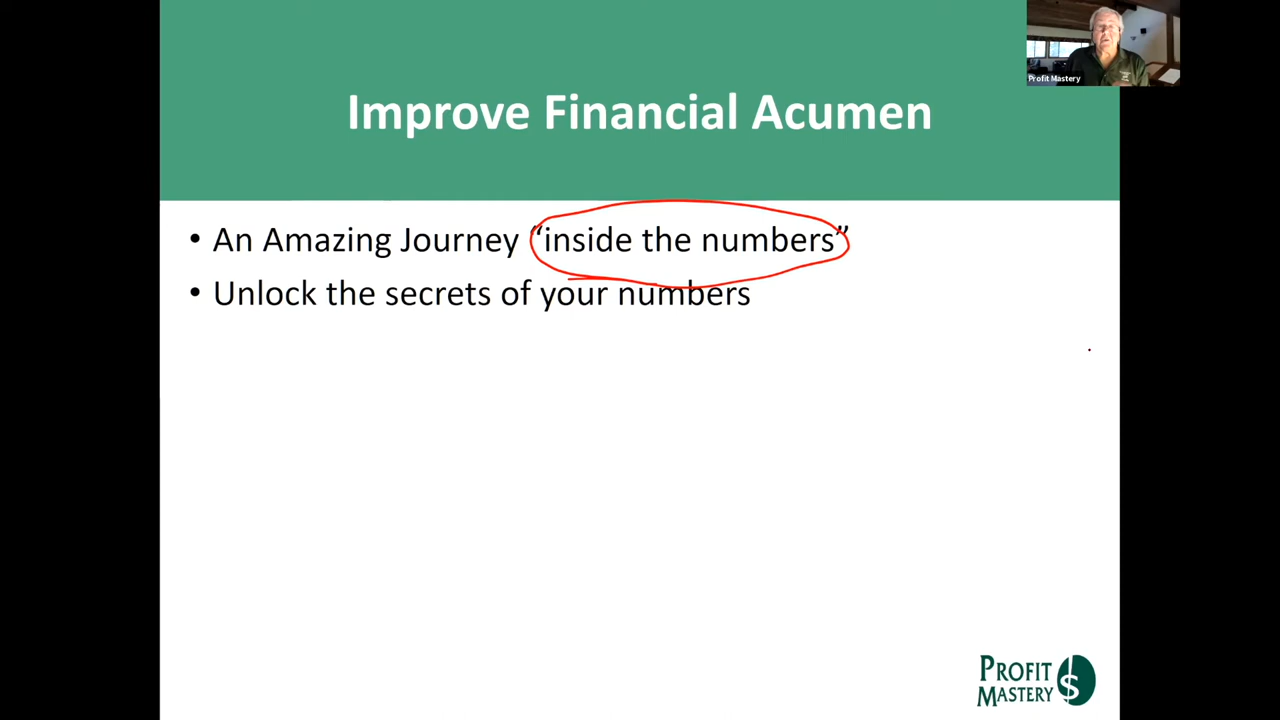 Profit Mastery
Improve Financial Acumen
• An Amazing Journey “inside the numbers”
• Unlock the secrets of your numbers
PROFIT
MASTERY